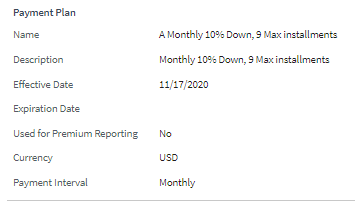 Payment Plan
Name A Monthly 10% Down, 9 Max installments
Description Monthly 10% Down, 9 Max installments
Effective Date 11/17/2020
Expiration Date
Used for Premium Reporting No
Currency USD
Payment Interval Monthly